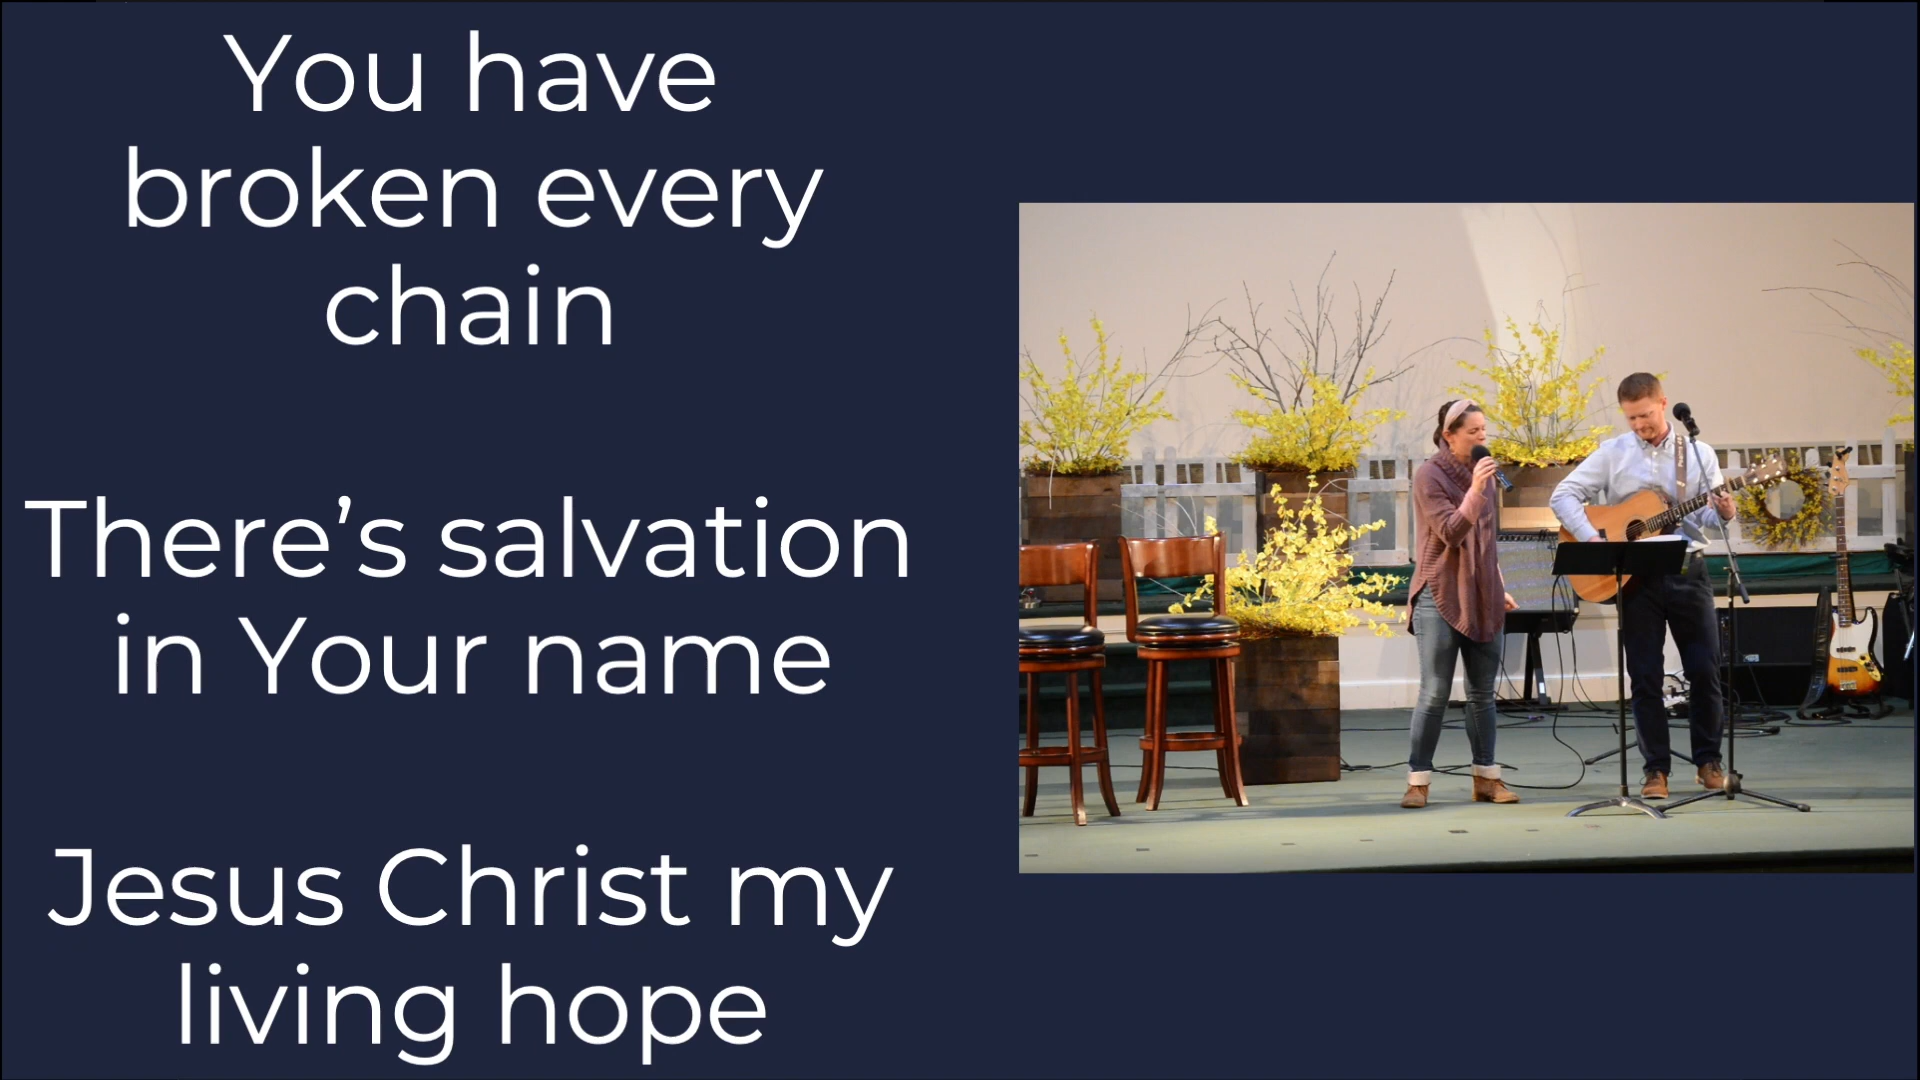 You have
broken every
chain
There’s salvation
in Your name
Jesus Christ my
living hope